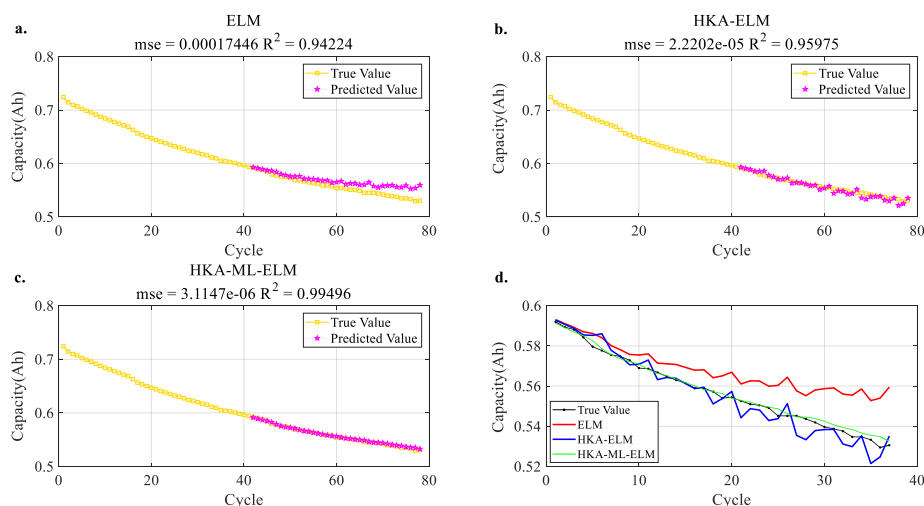 a.
ELM
mse = 0.00017446 R² = 0.94224
0.8
0.7
0.6
0.5
Capacity(Ah)
True Value
Predicted Value
0
20
40
60
80
Cycle
b.
HKA-ELM
mse = 2.2202e-05 R² = 0.95975
0.8
0.7
0.6
0.5
Capacity(Ah)
True Value
Predicted Value
0
20
40
60
80
Cycle
c.
HKA-ML-ELM
mse = 3.1147e-06 R² = 0.99496
0.8
0.7
0.6
0.5
Capacity(Ah)
True Value
Predicted Value
0
20
40
60
80
Cycle
d.
0.6
0.58
0.56
0.54
0.52
Capacity(Ah)
True Value
ELM
HKA-ELM
HKA-ML-ELM
0
10
20
30
40
Cycle